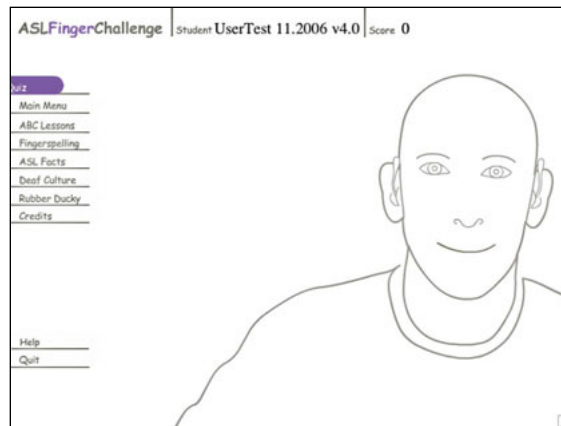 ASLFingerChallenge Student UserTest 11.2006 v4.0 Score 0
Quiz
Main Menu
ABC Lessons
Fingerspelling
ASL Facts
Deaf Culture
Rubber Ducky
Credits
Help
Quit